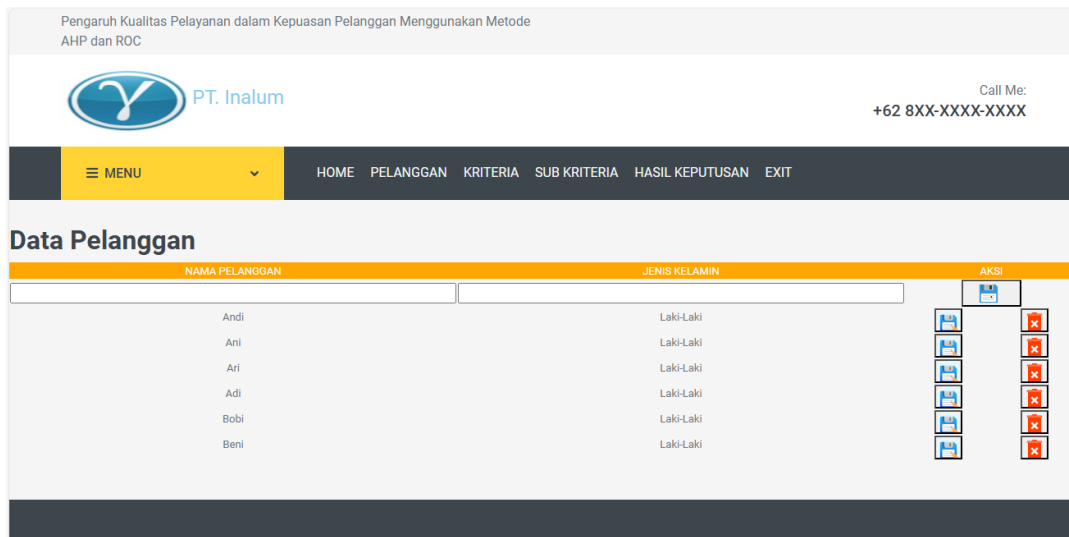 Pengaruh Kualitas Pelayanan dalam Kepuasan Pelanggan Menggunakan Metode
AHP dan ROC
γ PT. Inalum
Call Me:
+62 8XX-XXXX-XXXX
MENU HOME PELANGGAN KRITERIA SUB KRITERIA HASIL KEPUTUSAN EXIT
Data Pelanggan
NAMA PELANGGAN JENIS KELAMIN AKSI
Andi Laki-Laki
Ani Laki-Laki
Ari Laki-Laki
Adi Laki-Laki
Bobi Laki-Laki
Beni Laki-Laki